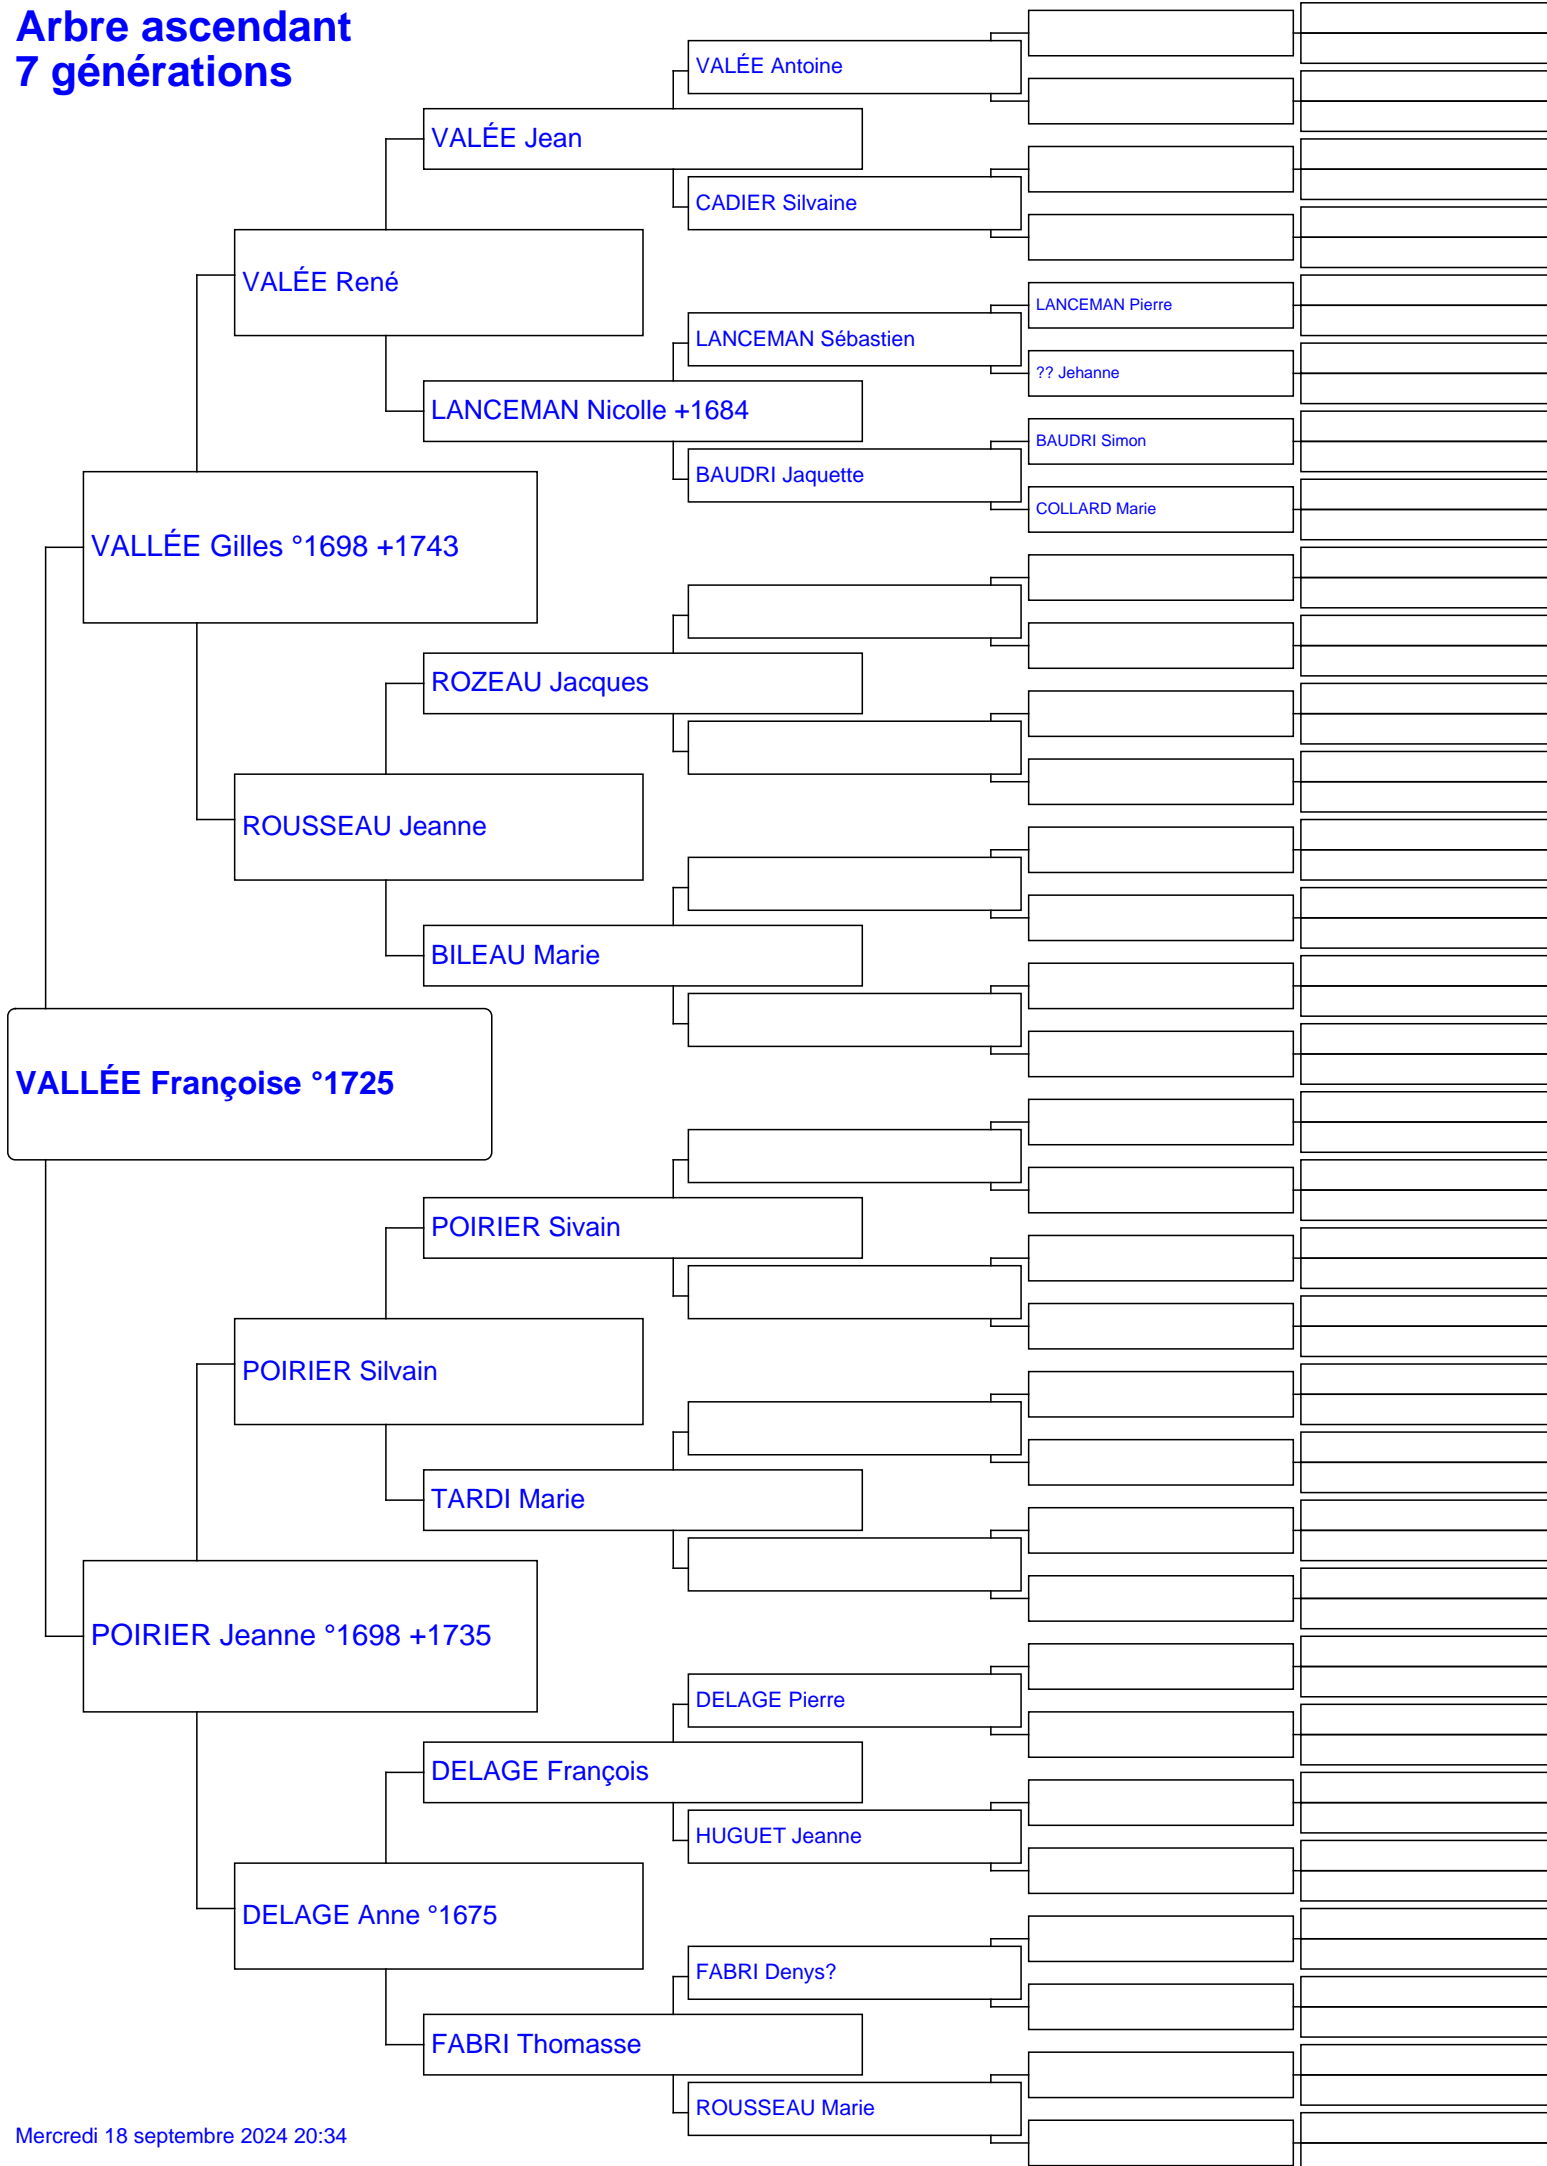 Arbre ascendant
7 générations
VALÉE Antoine
VALÉE Jean
CADIER Silvaine
VALÉE René
LANCEMAN Pierre
LANCEMAN Sébastien
?? Jehanne
LANCEMAN Nicolle +1684
BAUDRI Simon
BAUDRI Jaquette
COLLARD Marie
VALLÉE Gilles °1698 +1743
ROZEAU Jacques
ROUSSEAU Jeanne
BILEAU Marie
VALLÉE Françoise °1725
POIRIER Sivain
POIRIER Silvain
TARDI Marie
POIRIER Jeanne °1698 +1735
DELAGE Pierre
DELAGE François
HUGUET Jeanne
DELAGE Anne °1675
FABRI Denys?
FABRI Thomasse
ROUSSEAU Marie
Mercredi 18 septembre 2024 20:34